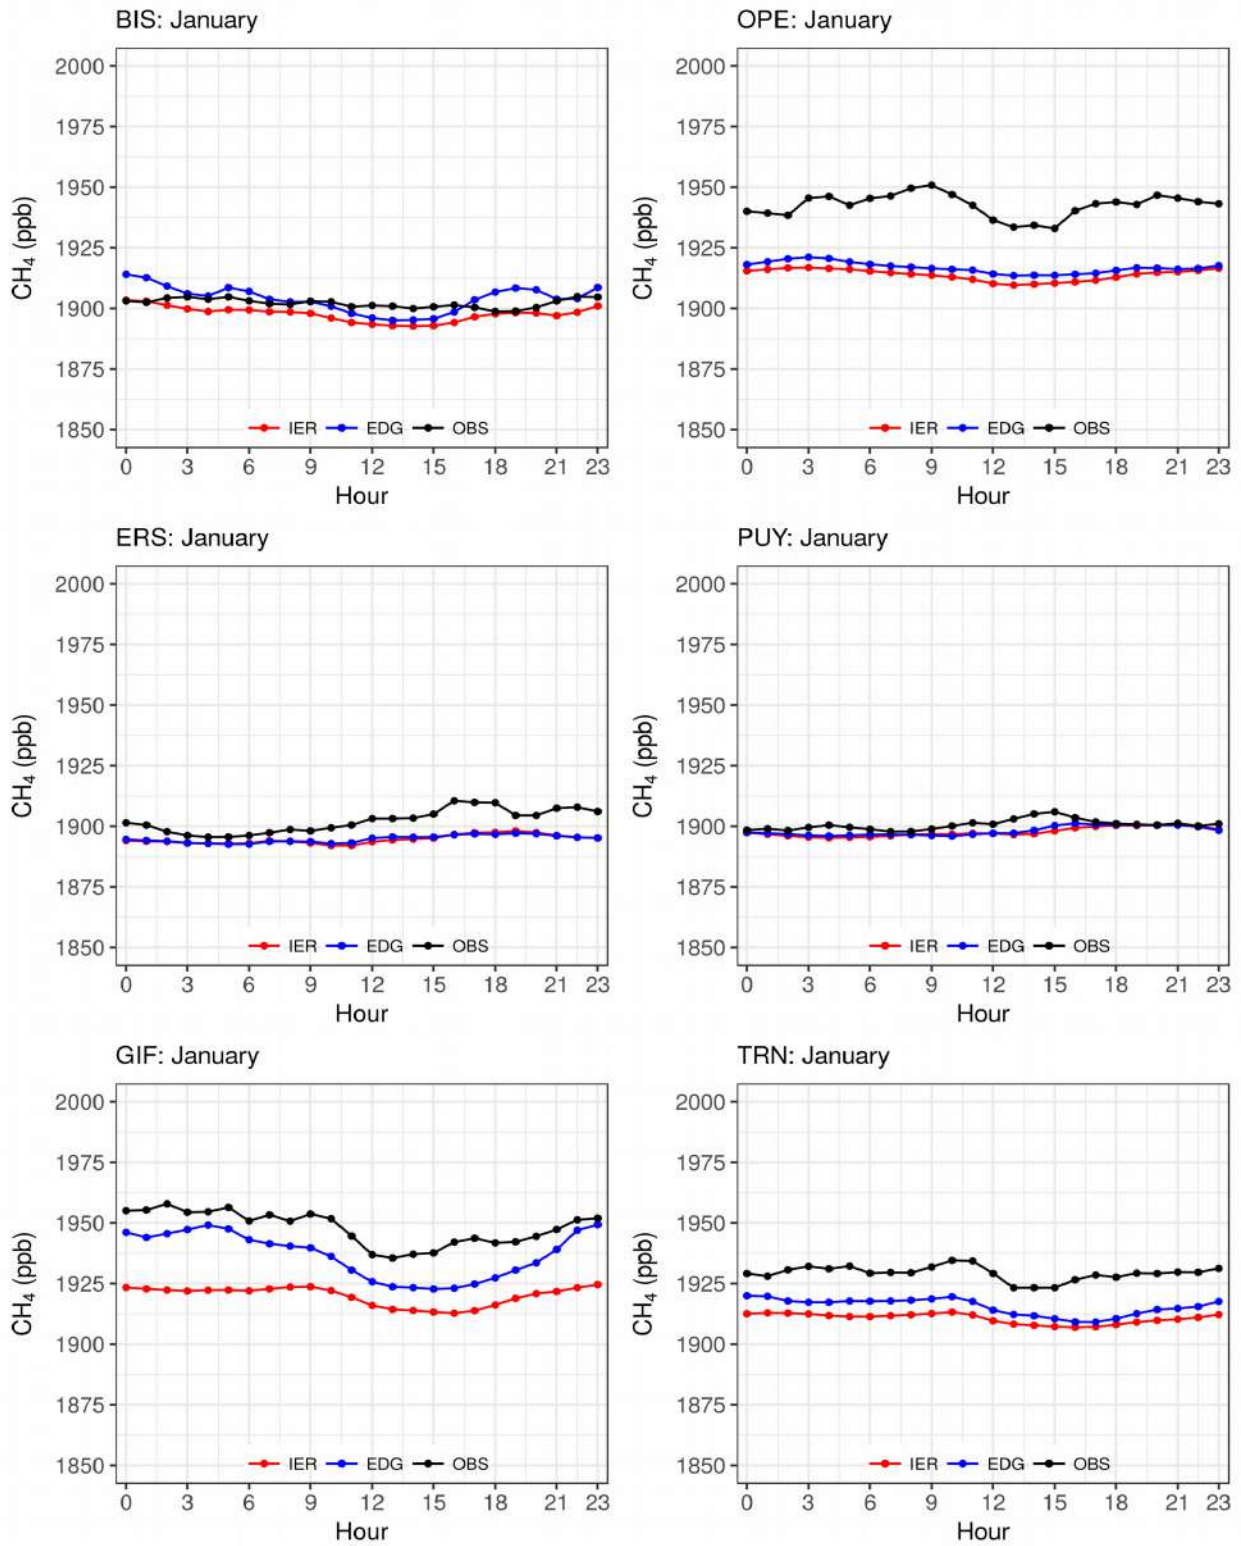 BIS: January
CH4 (ppb)
2000
1975
1950
1925
1900
1875
1850
IER EDG OBS
0 3 6 9 12 15 18 21 23
Hour
OPE: January
CH4 (ppb)
2000
1975
1950
1925
1900
1875
1850
IER EDG OBS
0 3 6 9 12 15 18 21 23
Hour
ERS: January
CH4 (ppb)
2000
1975
1950
1925
1900
1875
1850
IER EDG OBS
0 3 6 9 12 15 18 21 23
Hour
PUY: January
CH4 (ppb)
2000
1975
1950
1925
1900
1875
1850
IER EDG OBS
0 3 6 9 12 15 18 21 23
Hour
GIF: January
CH4 (ppb)
2000
1975
1950
1925
1900
1875
1850
IER EDG OBS
0 3 6 9 12 15 18 21 23
Hour
TRN: January
CH4 (ppb)
2000
1975
1950
1925
1900
1875
1850
IER EDG OBS
0 3 6 9 12 15 18 21 23
Hour